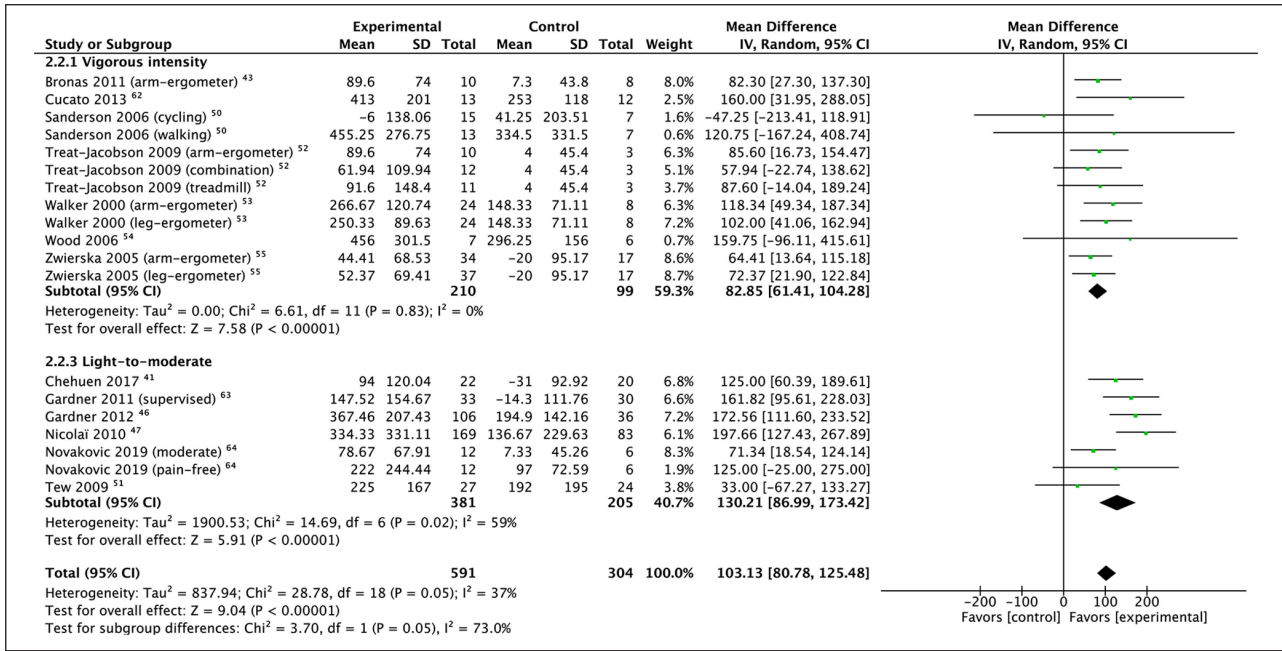 Experimental Control Mean Difference Mean Difference
Study or Subgroup Mean SD Total Mean SD Total Weight IV, Random, 95% CI IV, Random, 95% CI
2.2.1 Vigorous intensity
Bronas 2011 (arm−ergometer) ⁴³ 89.6 74 10 7.3 43.8 8 8.0% 82.30 [27.30, 137.30]
Cucato 2013 ⁶² 413 201 13 253 118 12 2.5% 160.00 [31.95, 288.05]
Sanderson 2006 (cycling) ⁵⁰ −6 138.06 15 41.25 203.51 7 1.6% −47.25 [−213.41, 118.91]
Sanderson 2006 (walking) ⁵⁰ 455.25 276.75 13 334.5 331.5 7 0.6% 120.75 [−167.24, 408.74]
Treat−Jacobson 2009 (arm−ergometer) ⁵² 89.6 74 10 4 45.4 3 6.3% 85.60 [16.73, 154.47]
Treat−Jacobson 2009 (combination) ⁵² 61.94 109.94 12 4 45.4 3 5.1% 57.94 [−22.74, 138.62]
Treat−Jacobson 2009 (treadmill) ⁵² 91.6 148.4 11 4 45.4 3 3.7% 87.60 [−14.04, 189.24]
Walker 2000 (arm−ergometer) ⁵³ 266.67 120.74 24 148.33 71.11 8 6.3% 118.34 [49.34, 187.34]
Walker 2000 (leg−ergometer) ⁵³ 250.33 89.63 24 148.33 71.11 8 7.2% 102.00 [41.06, 162.94]
Wood 2006 ⁵⁴ 456 301.5 7 296.25 156 6 0.7% 159.75 [−96.11, 415.61]
Zwierska 2005 (arm−ergometer) ⁵⁵ 44.41 68.53 34 −20 95.17 17 8.6% 64.41 [13.64, 115.18]
Zwierska 2005 (leg−ergometer) ⁵⁵ 52.37 69.41 37 −20 95.17 17 8.7% 72.37 [21.90, 122.84]
Subtotal (95% CI) 210 99 59.3% 82.85 [61.41, 104.28]
Heterogeneity: Tau² = 0.00; Chi² = 6.61, df = 11 (P = 0.83); I² = 0%
Test for overall effect: Z = 7.58 (P < 0.00001)
2.2.3 Light−to−moderate
Chehuen 2017 ⁴¹ 94 120.04 22 −31 92.92 20 6.8% 125.00 [60.39, 189.61]
Gardner 2011 (supervised) ⁶³ 147.52 154.67 33 −14.3 111.76 30 6.6% 161.82 [95.61, 228.03]
Gardner 2012 ⁴⁶ 367.46 207.43 106 194.9 142.16 36 7.2% 172.56 [111.60, 233.52]
Nicolaï 2010 ⁴⁷ 334.33 331.11 169 136.67 229.63 83 6.1% 197.66 [127.43, 267.89]
Novakovic 2019 (moderate) ⁶⁴ 78.67 67.91 12 7.33 45.26 6 8.3% 71.34 [18.54, 124.14]
Novakovic 2019 (pain−free) ⁶⁴ 222 244.44 12 97 72.59 6 1.9% 125.00 [−25.00, 275.00]
Tew 2009 ⁵¹ 225 167 27 192 195 24 3.8% 33.00 [−67.27, 133.27]
Subtotal (95% CI) 381 205 40.7% 130.21 [86.99, 173.42]
Heterogeneity: Tau² = 1900.53; Chi² = 14.69, df = 6 (P = 0.02); I² = 59%
Test for overall effect: Z = 5.91 (P < 0.00001)
Total (95% CI) 591 304 100.0% 103.13 [80.78, 125.48]
Heterogeneity: Tau² = 837.94; Chi² = 28.78, df = 18 (P = 0.05); I² = 37%
Test for overall effect: Z = 9.04 (P < 0.00001)
Test for subgroup differences: Chi² = 3.70, df = 1 (P = 0.05), I² = 73.0%
−200 −100 0 100 200
Favors [control] Favors [experimental]